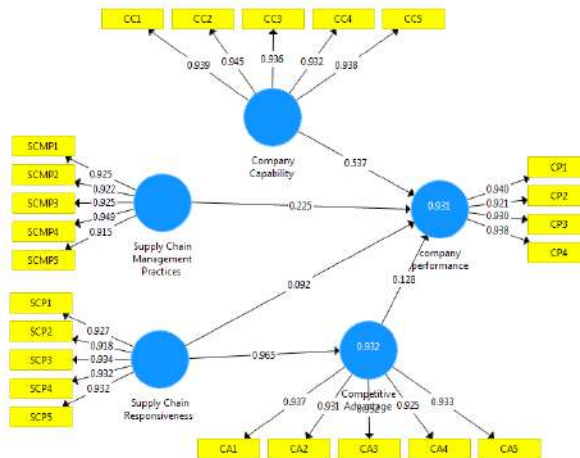 CC1
CC2
CC3
CC4
CC5
0.939
0.945
0.936
0.932
0.938
Company
Capability
0.537
SCMP1
SCMP2
SCMP3
SCMP4
SCMP5
0.925
0.922
0.925
0.949
0.915
Supply Chain
Management
Practices
0.225
0.931
company
performance
CP1
CP2
CP3
CP4
0.940
0.921
0.930
0.938
0.092
0.128
SCP1
SCP2
SCP3
SCP4
SCP5
0.927
0.918
0.934
0.932
0.932
Supply Chain
Responsiveness
0.965
0.932
Competitive
Advantage
0.937
0.931
0.925
0.933
CA1
CA2
CA3
CA4
CA5